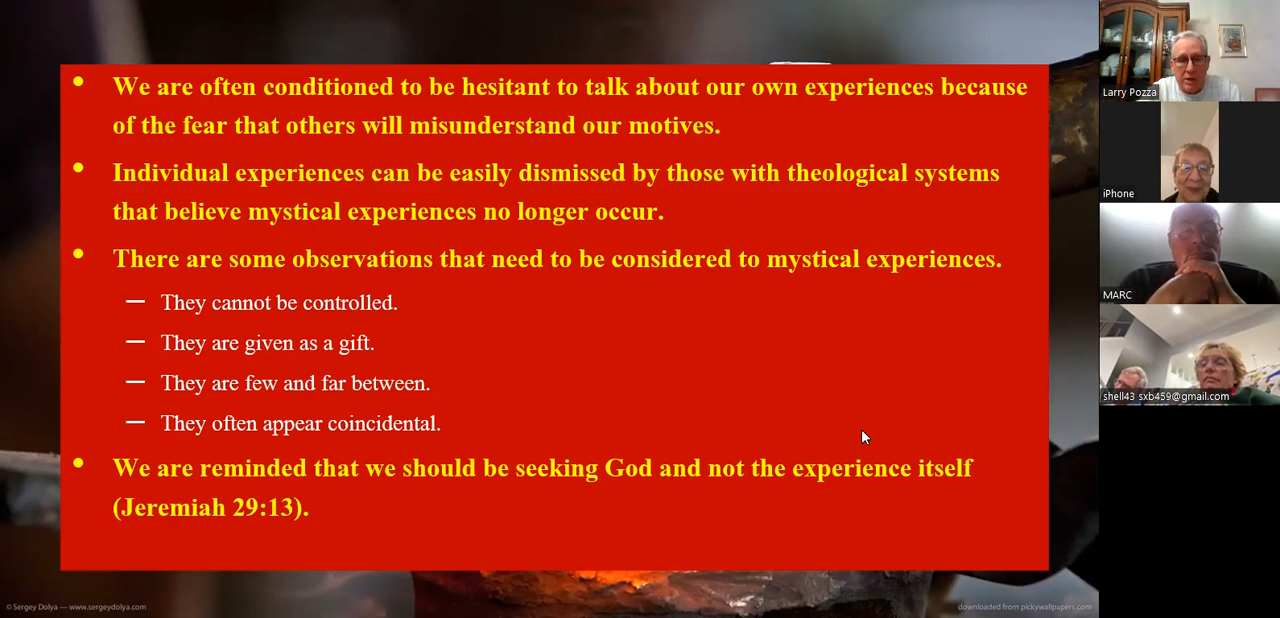 • We are often conditioned to be hesitant to talk about our own experiences because
of the fear that others will misunderstand our motives.
• Individual experiences can be easily dismissed by those with theological systems
that believe mystical experiences no longer occur.
• There are some observations that need to be considered to mystical experiences.
— They cannot be controlled.
— They are given as a gift.
— They are few and far between.
— They often appear coincidental.
• We are reminded that we should be seeking God and not the experience itself
(Jeremiah 29:13).
© Sergey Dolya — www.sergeydolya.com
downloaded from pickywallpapers.com
Larry Pozza
iPhone
MARC
shell43 sxb459@gmail.com